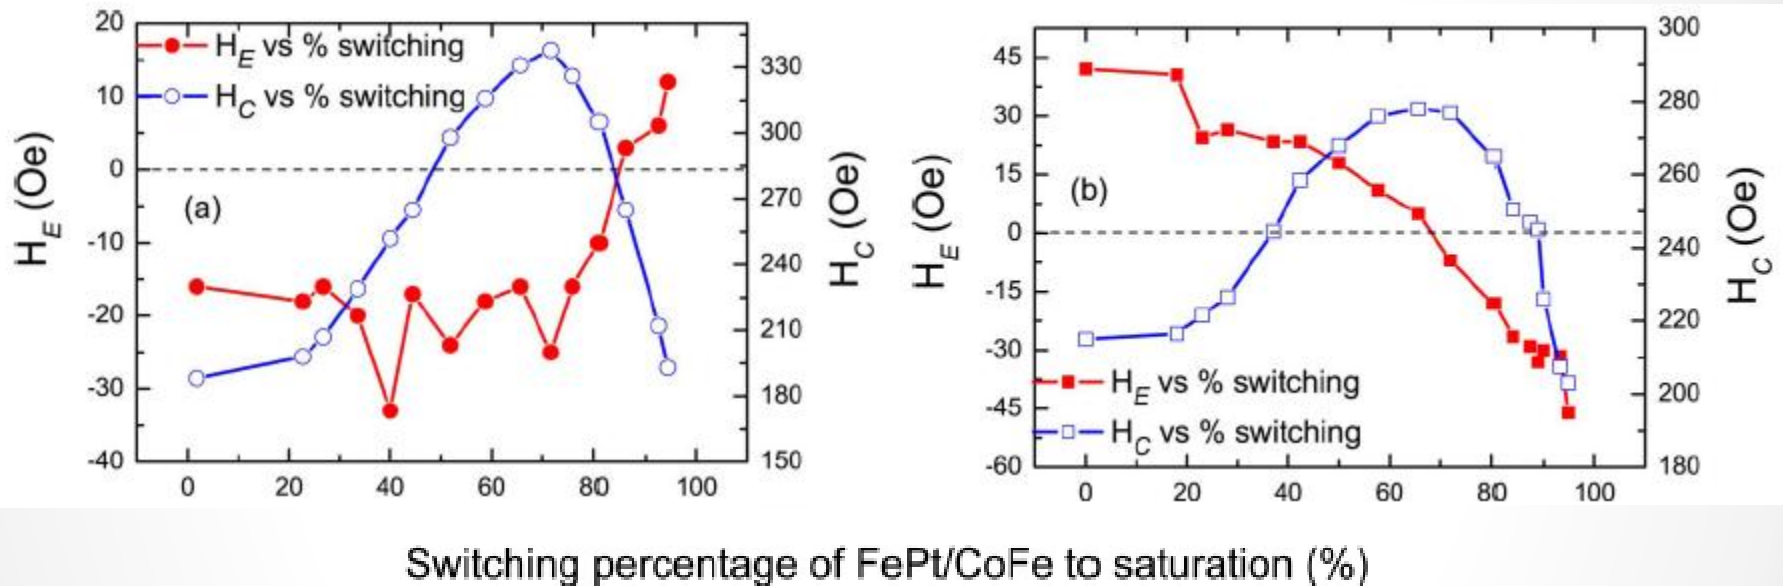 20
10
0
-10
-20
-30
-40
H_E (Oe)
H_E vs % switching
H_C vs % switching
(a)
330
300
270
240
210
180
150
H_C (Oe)
0 20 40 60 80 100
45
30
15
0
-15
-30
-45
-60
H_E (Oe)
(b)
H_E vs % switching
H_C vs % switching
300
280
260
240
220
200
180
H_C (Oe)
0 20 40 60 80 100
Switching percentage of FePt/CoFe to saturation (%)